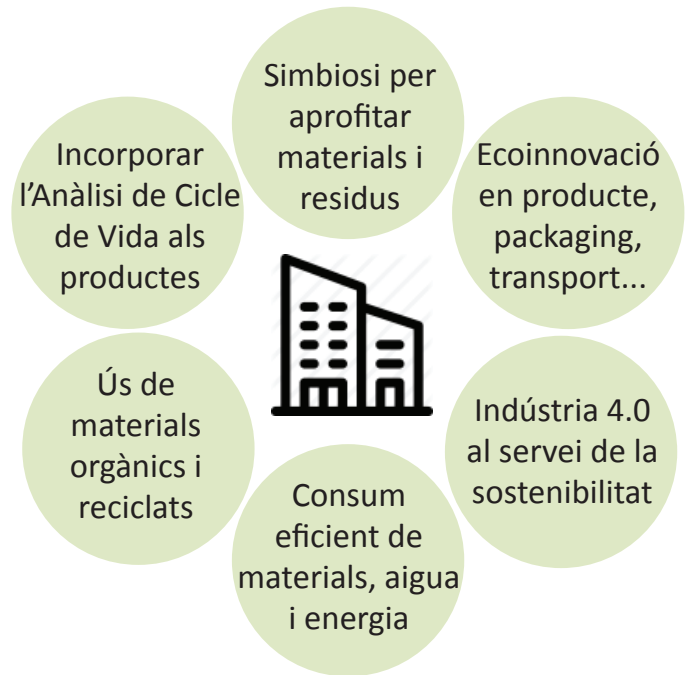 Simbiosi per
aprofitar
materials i
residus
Incorporar
l'Anàlisi de Cicle
de Vida als
productes
Ecoinnovació
en producte,
packaging,
transport...
Ús de
materials
orgànics i
reciclats
Indústria 4.0
al servei de la
sostenibilitat
Consum
eficient de
materials, aigua
i energia